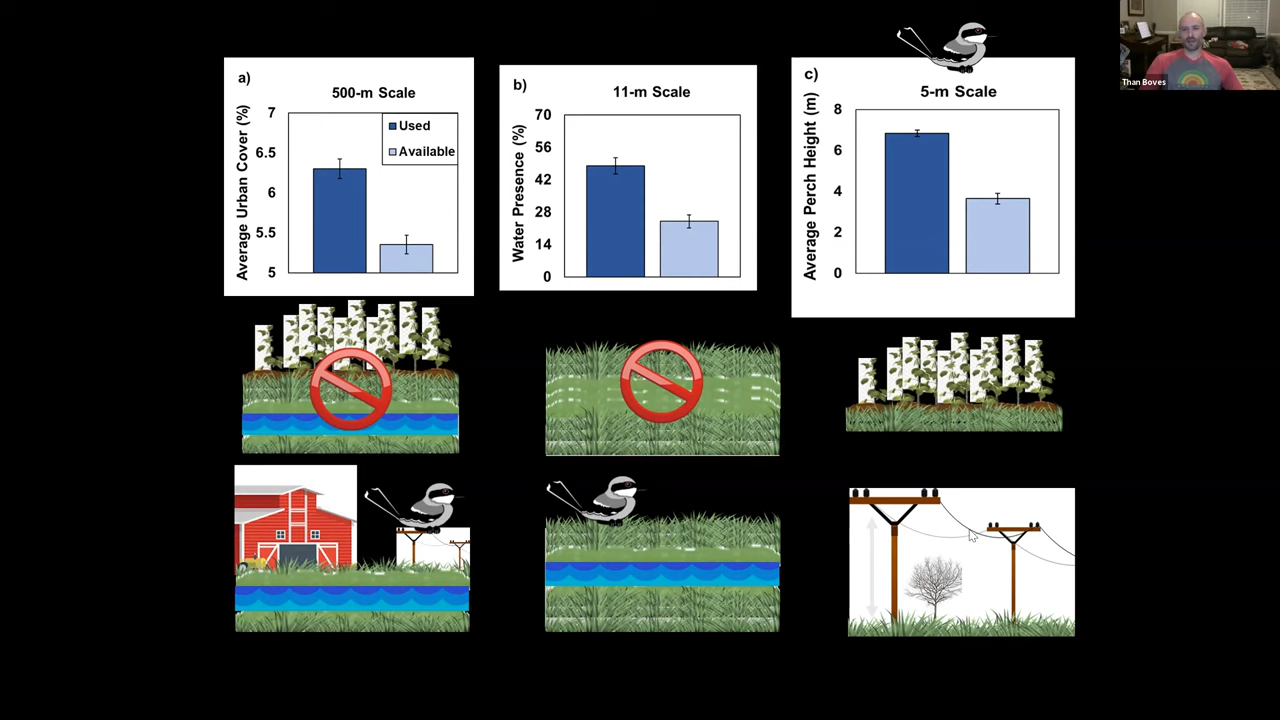 Than Boves
a)
500-m Scale
Average Urban Cover (%)
7
6.5
6
5.5
5
Used
Available
b)
11-m Scale
Water Presence (%)
70
56
42
28
14
0
c)
5-m Scale
Average Perch Height (m)
8
6
4
2
0